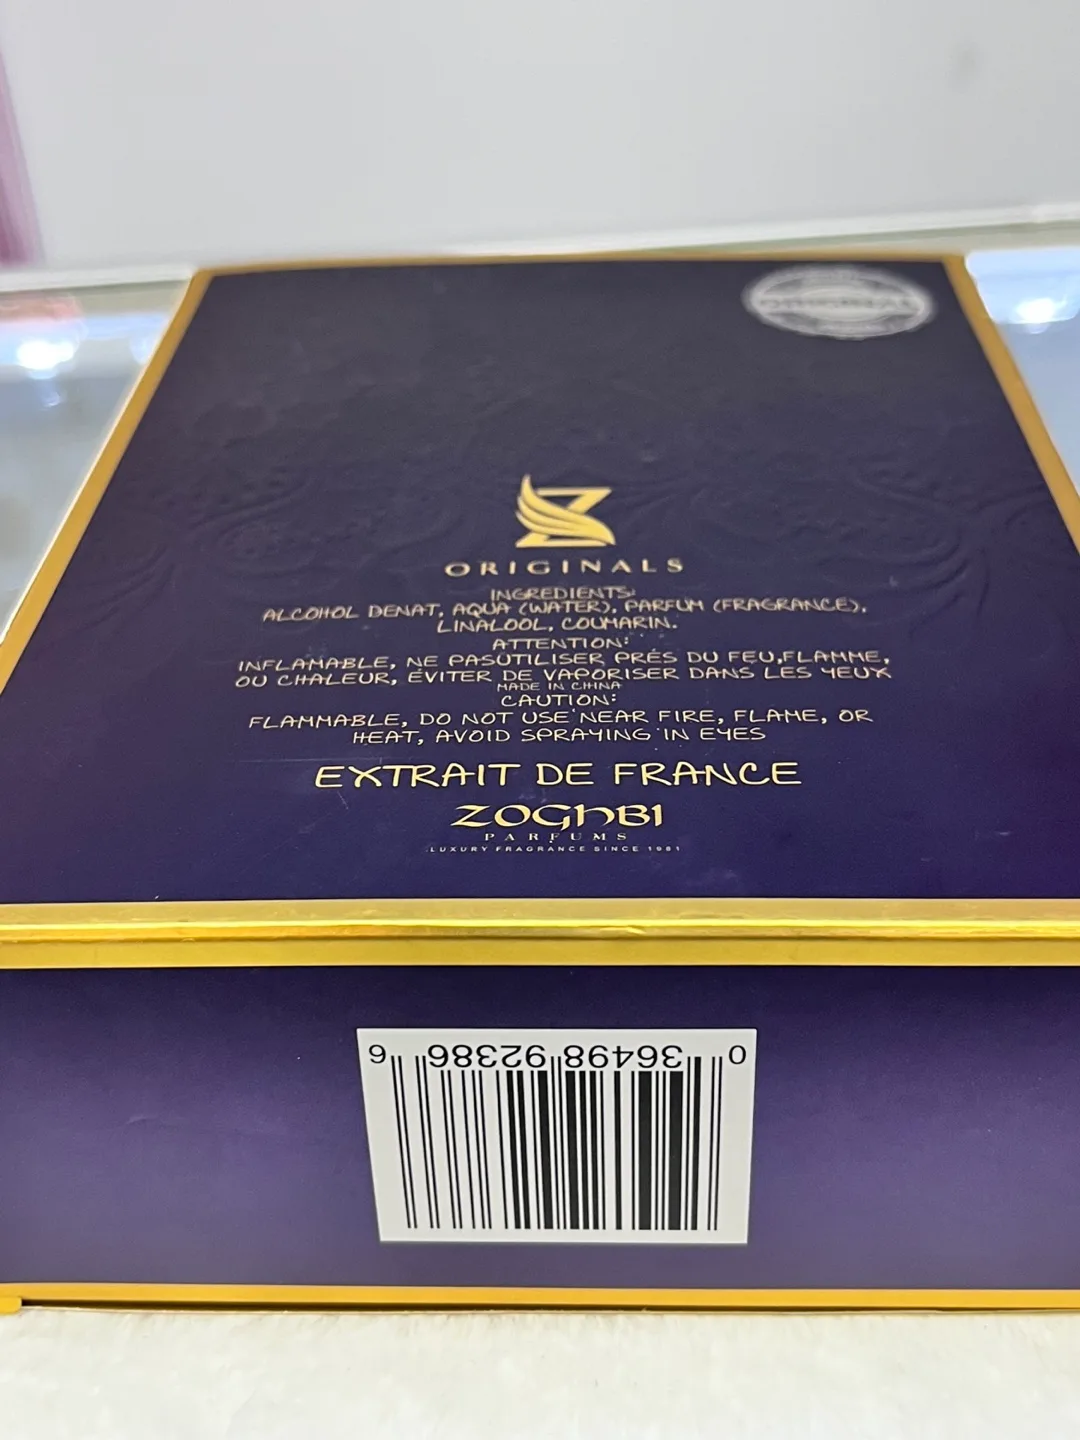 ORIGINAL
ORIGINALS
INGREDIENTS:
ALCOHOL DENAT, AQUA (WATER), PARFUM (FRAGRANCE),
LINALOOL, COUMARIN.
ATTENTION:
INFLAMABLE, NE PASUTILISER PRÉS DU FEU,FLAMME,
OU CHALEUR, ÉVITER DE VAPORISER DANS LES YEUX
MADE IN CHINA
CAUTION:
FLAMMABLE, DO NOT USE NEAR FIRE, FLAME, OR
HEAT, AVOID SPRAYING IN EYES
EXTRAIT DE FRANCE
ZOGHBI
PARFUMS
LUXURY FRAGRANCE SINCE 1981
0 36498 92386 9